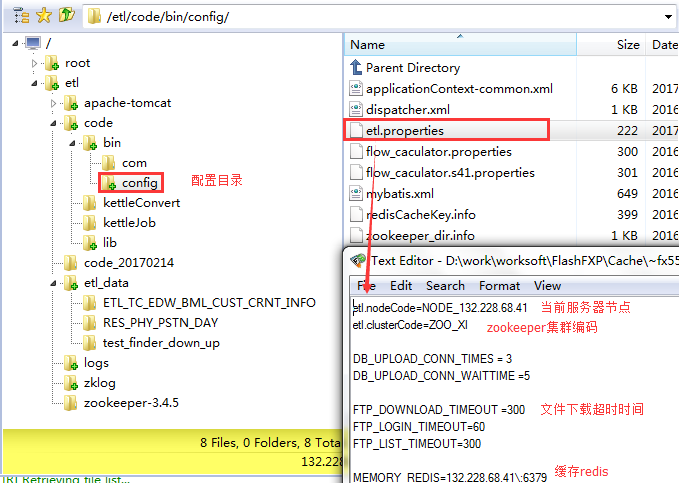 /etl/code/bin/config/
/
root
etl
apache-tomcat
code
bin
com
config
配置目录
kettleConvert
kettleJob
lib
code_20170214
etl_data
ETL_TC_EDW_BML_CUST_CRNT_INFO
RES_PHY_PSTN_DAY
test_finder_down_up
logs
zklog
zookeeper-3.4.5
8 Files, 0 Folders, 8 Total
132.228
Retrieving file list...
Name Size Date
Parent Directory
applicationContext-common.xml 6 KB 2017
dispatcher.xml 1 KB 2016
etl.properties 222 2017
flow_caculator.properties 300 2016
flow_caculator.s41.properties 301 2016
mybatis.xml 649 2016
redisCacheKey.info 399 2016
zookeeper_dir.info 1 KB 2016
Text Editor - D:\work\worksoft\FlashFXP\Cache\~fx55
File Edit Search Format View
etl.nodeCode=NODE_132.228.68.41 当前服务器节点
etl.clusterCode=ZOO_XI zookeeper集群编码
DB_UPLOAD_CONN_TIMES = 3
DB_UPLOAD_CONN_WAITTIME =5
FTP_DOWNLOAD_TIMEOUT =300 文件下载超时时间
FTP_LOGIN_TIMEOUT=60
FTP_LIST_TIMEOUT=300
MEMORY_REDIS=132.228.68.41\:6379 缓存redis